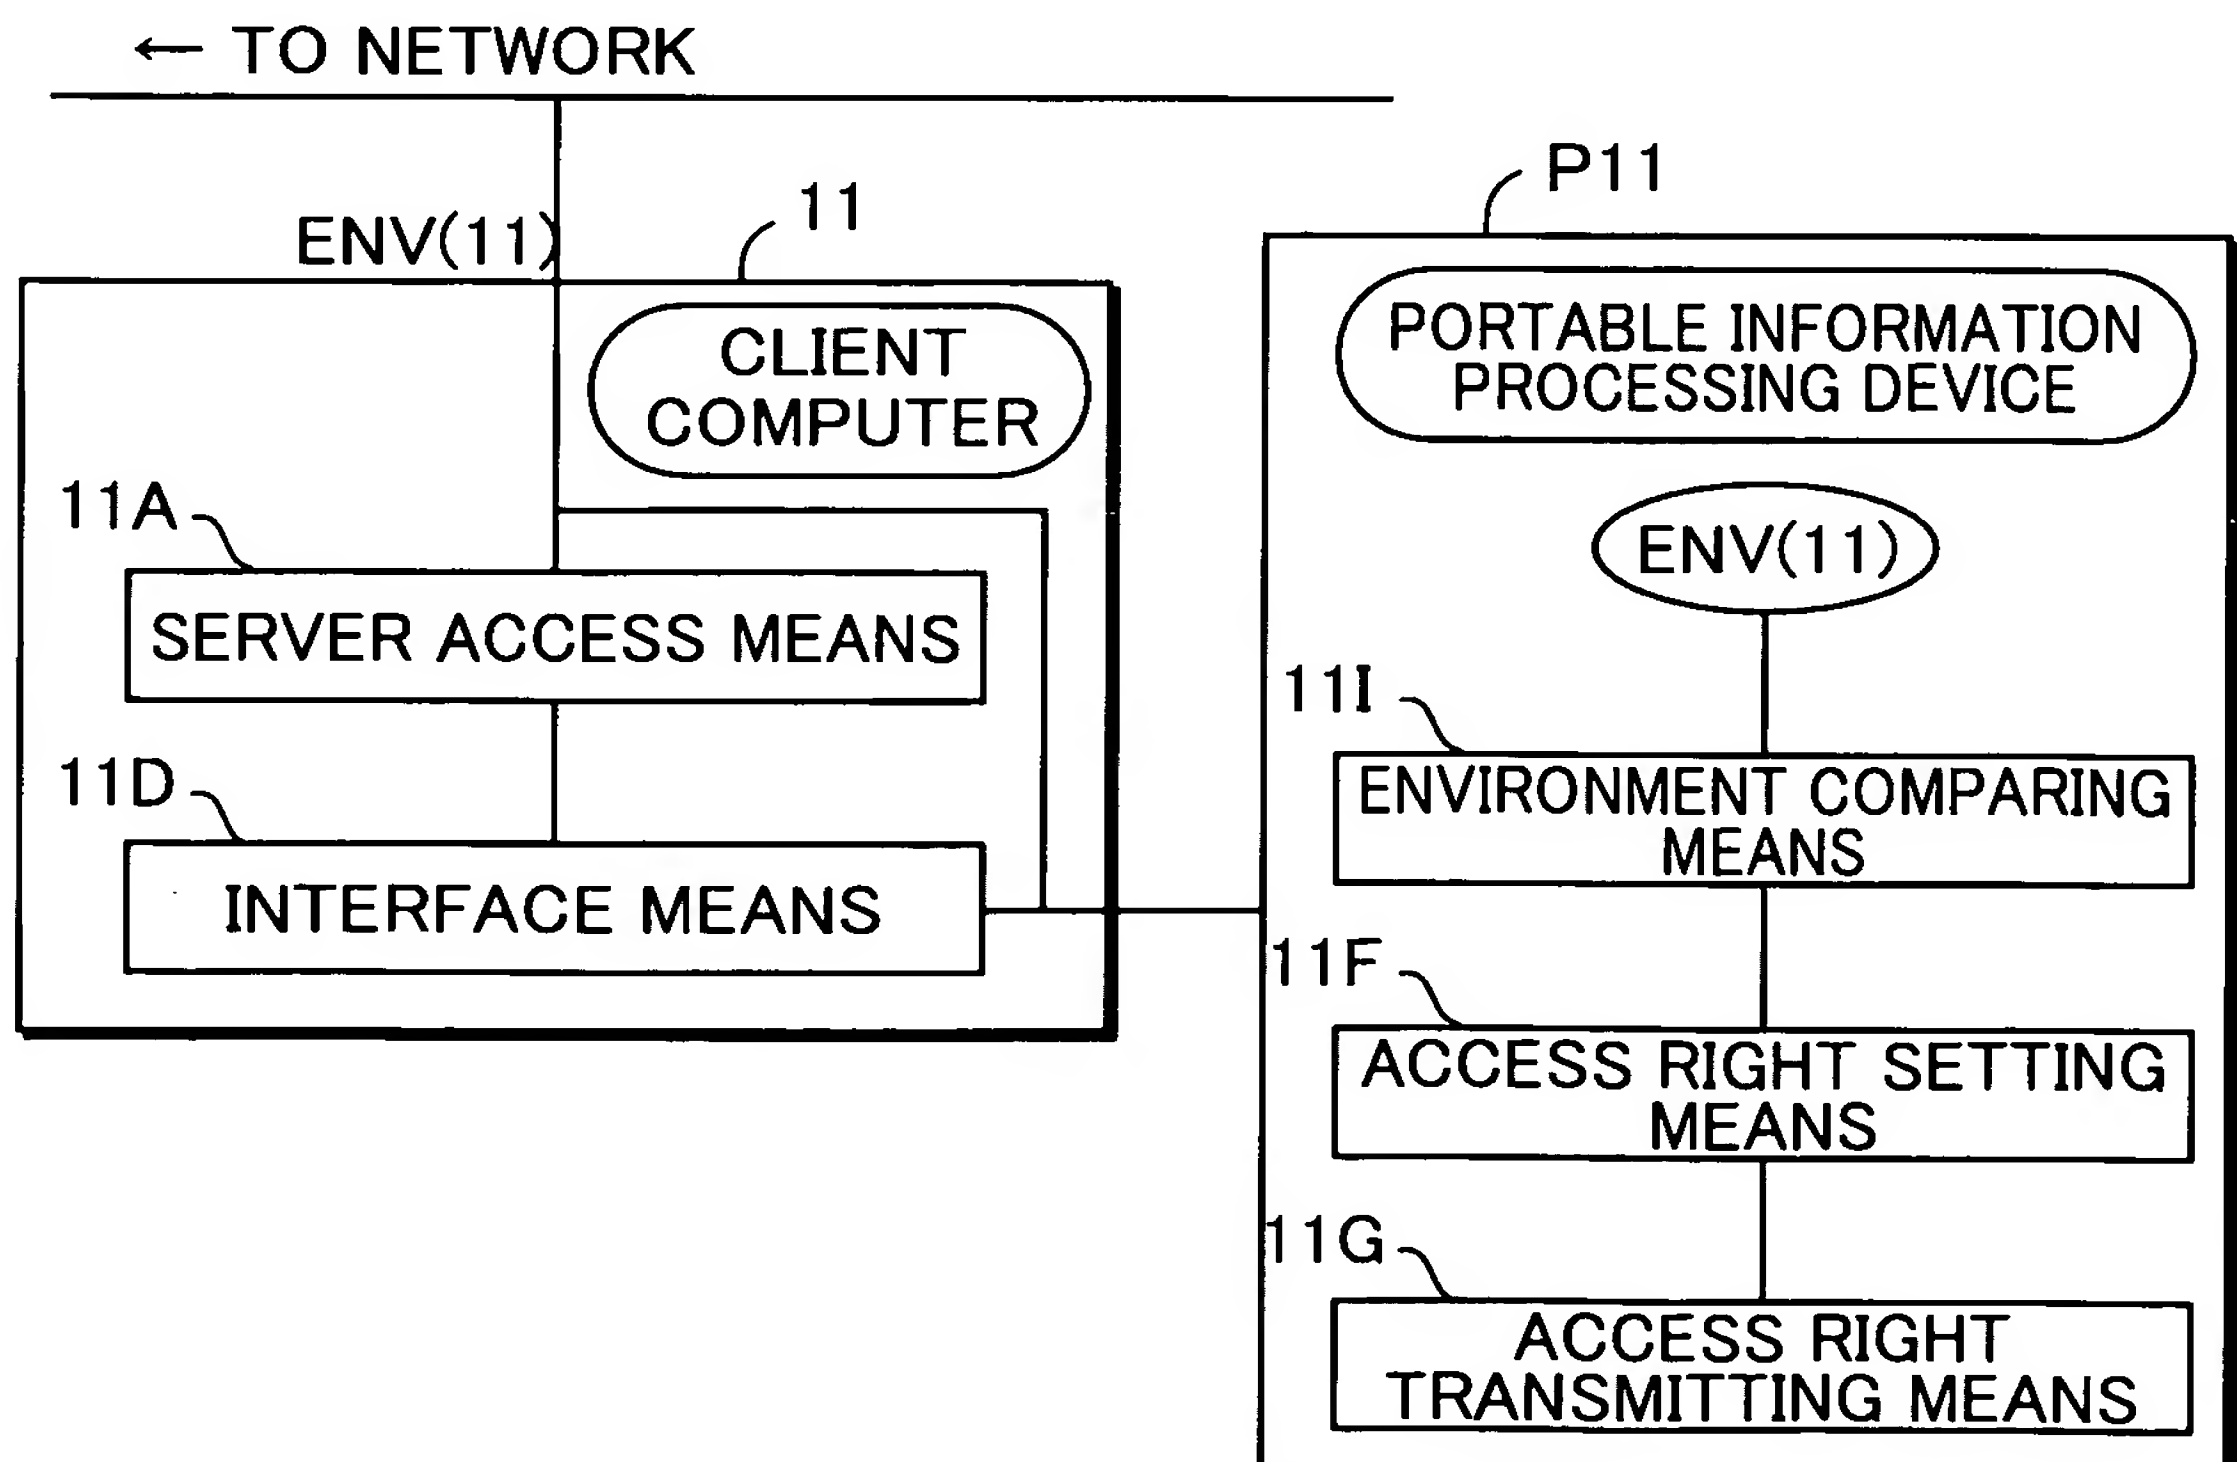 ← TO NETWORK
ENV(11)
11
CLIENT
COMPUTER
11A
SERVER ACCESS MEANS
11D
INTERFACE MEANS
P11
PORTABLE INFORMATION
PROCESSING DEVICE
ENV(11)
11I
ENVIRONMENT COMPARING
MEANS
11F
ACCESS RIGHT SETTING
MEANS
11G
ACCESS RIGHT
TRANSMITTING MEANS